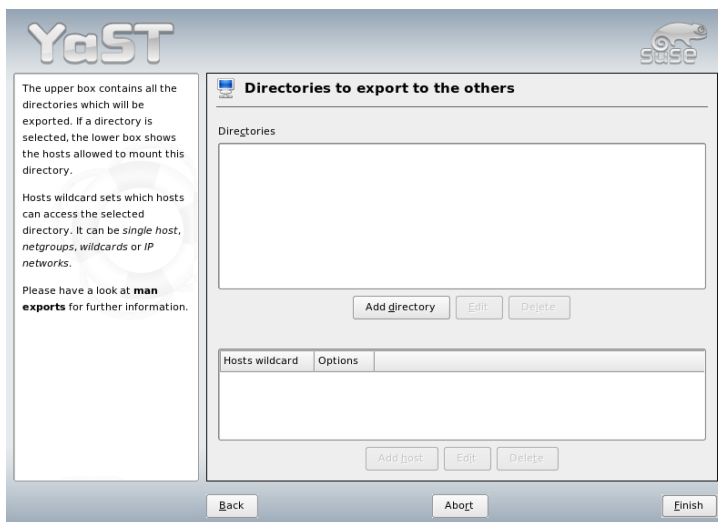 YaST
SUSE
The upper box contains all the
directories which will be
exported. If a directory is
selected, the lower box shows
the hosts allowed to mount this
directory.
Hosts wildcard sets which hosts
can access the selected
directory. It can be single host,
netgroups, wildcards or IP
networks.
Please have a look at man
exports for further information.
Directories to export to the others
Directories
Add directory
Edit
Delete
Hosts wildcard
Options
Add host
Edit
Delete
Back
Abort
Finish